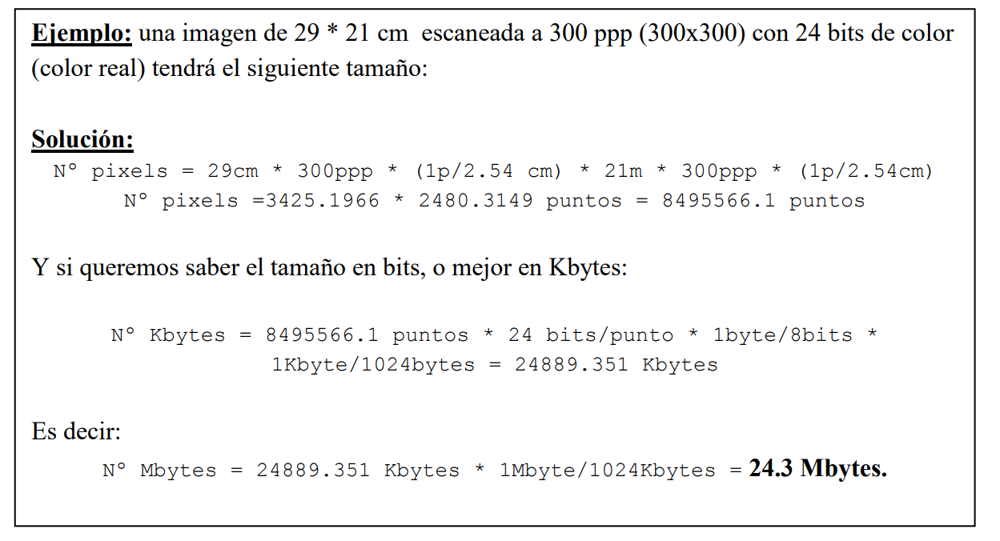 Ejemplo: una imagen de 29 * 21 cm escaneada a 300 ppp (300x300) con 24 bits de color
(color real) tendrá el siguiente tamaño:
Solución:
Nº pixels = 29cm * 300ppp * (1p/2.54 cm) * 21m * 300ppp * (1p/2.54cm)
Nº pixels =3425.1966 * 2480.3149 puntos = 8495566.1 puntos
Y si queremos saber el tamaño en bits, o mejor en Kbytes:
Nº Kbytes = 8495566.1 puntos * 24 bits/punto * 1byte/8bits *
1Kbyte/1024bytes = 24889.351 Kbytes
Es decir:
Nº Mbytes = 24889.351 Kbytes * 1Mbyte/1024Kbytes = 24.3 Mbytes.